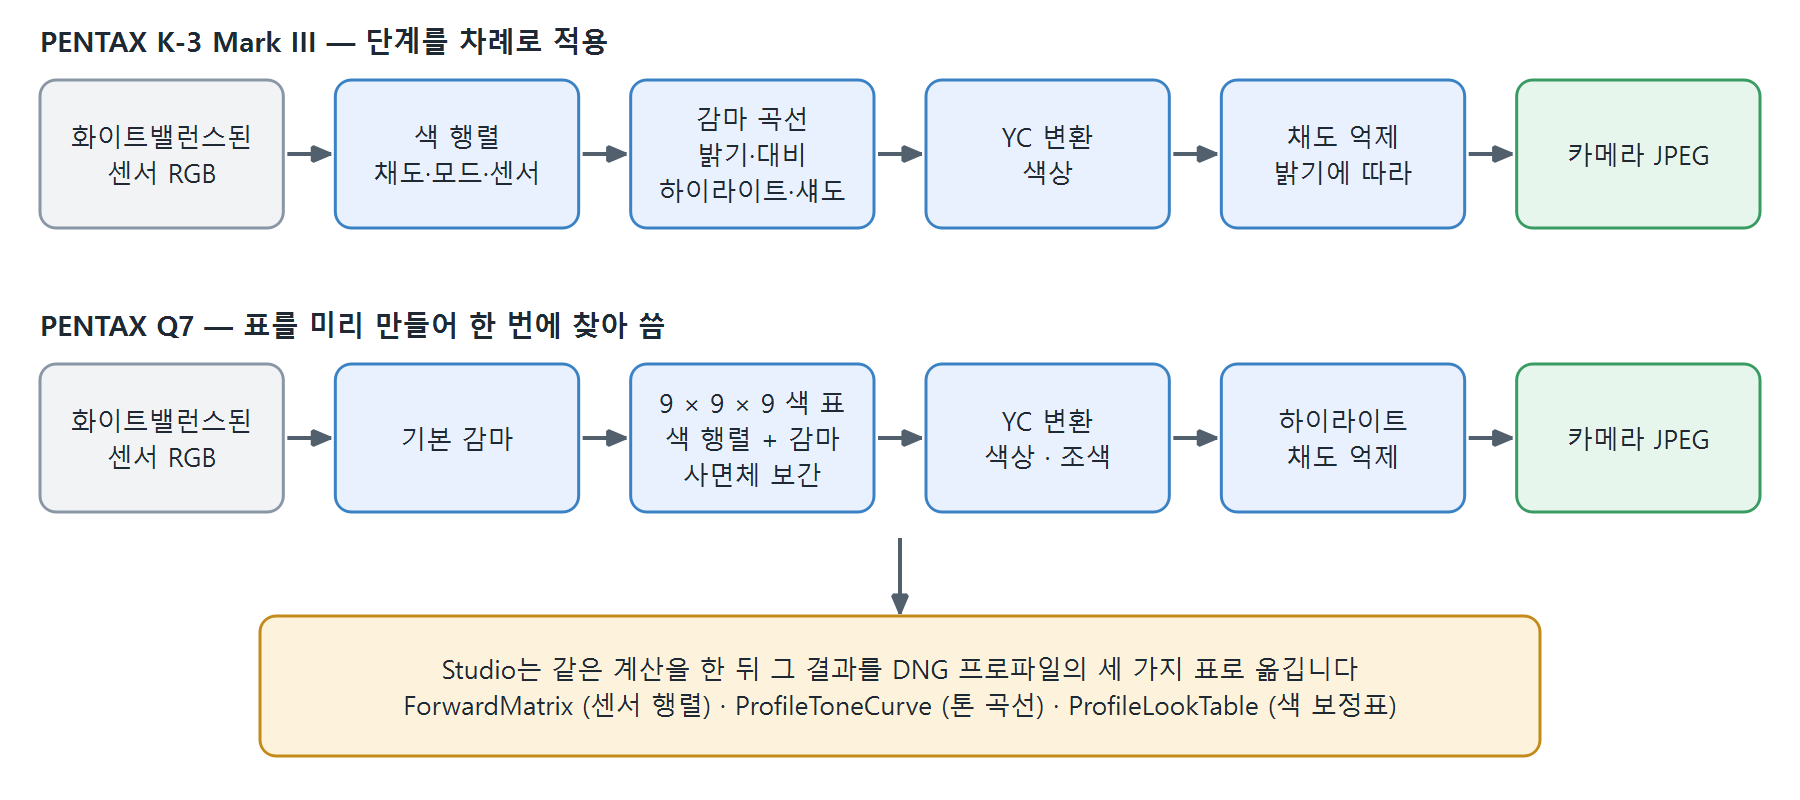 PENTAX K-3 Mark III — 단계를 차례로 적용
화이트밸런스된
센서 RGB
색 행렬
채도·모드·센서
감마 곡선
밝기·대비
하이라이트·섀도
YC 변환
색상
채도 억제
밝기에 따라
카메라 JPEG
PENTAX Q7 — 표를 미리 만들어 한 번에 찾아 씀
화이트밸런스된
센서 RGB
기본 감마
9 × 9 × 9 색 표
색 행렬 + 감마
사면체 보간
YC 변환
색상 · 조색
하이라이트
채도 억제
카메라 JPEG
Studio는 같은 계산을 한 뒤 그 결과를 DNG 프로파일의 세 가지 표로 옮깁니다
ForwardMatrix (센서 행렬) · ProfileToneCurve (톤 곡선) · ProfileLookTable (색 보정표)